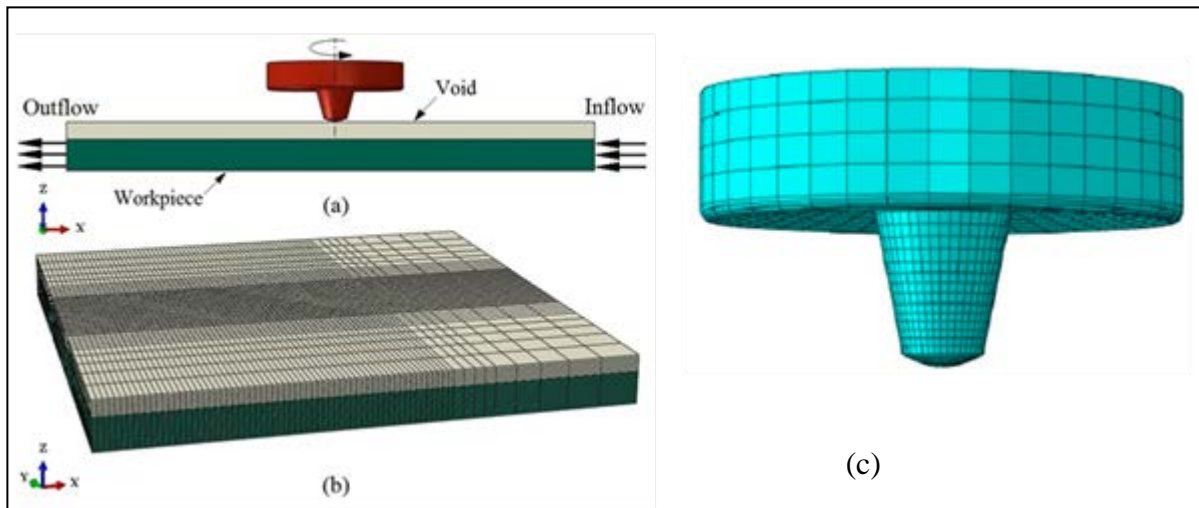 Void
Outflow
Inflow
Workpiece
(a)
z
x
(b)
z
Y
x
(c)